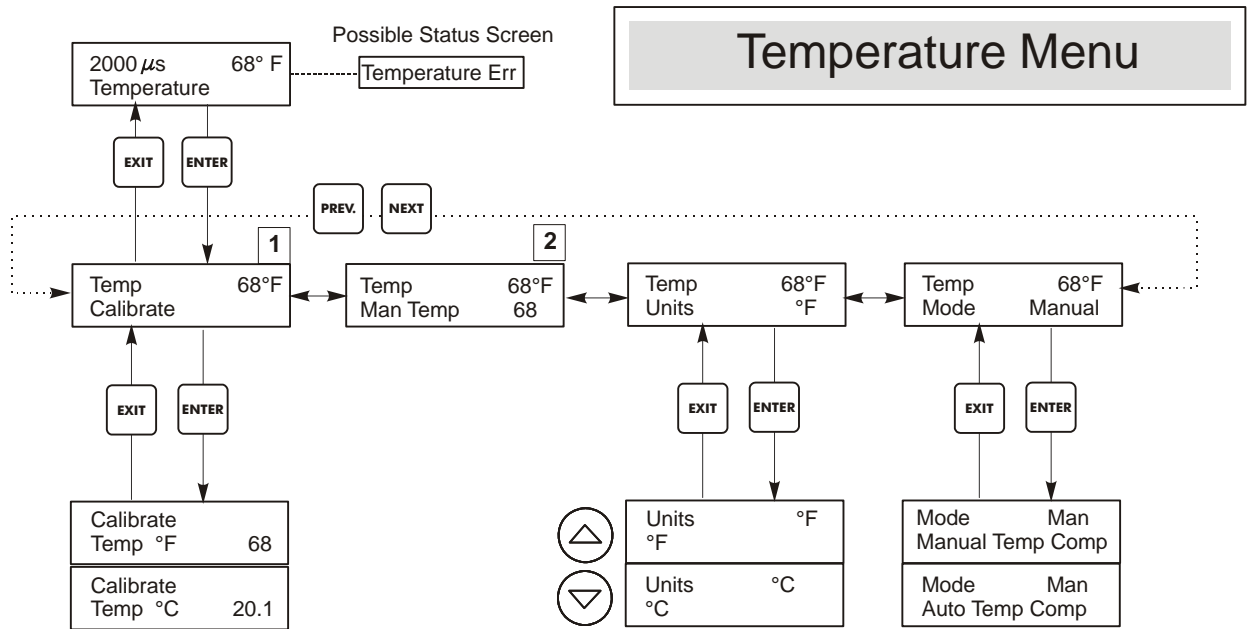 Temperature Menu
Possible Status Screen
2000 µs 68° F
Temperature
Temperature Err
EXIT
ENTER
PREV.
NEXT
1
2
Temp 68°F
Calibrate
Temp 68°F
Man Temp 68
Temp 68°F
Units °F
Temp 68°F
Mode Manual
EXIT
ENTER
EXIT
ENTER
EXIT
ENTER
Calibrate
Temp °F 68
Calibrate
Temp °C 20.1
Units °F
°F
Units °C
°C
Mode Man
Manual Temp Comp
Mode Man
Auto Temp Comp